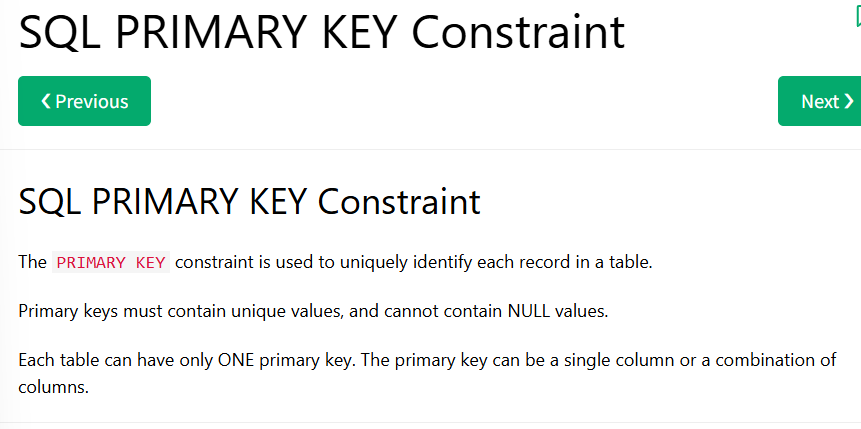 SQL PRIMARY KEY Constraint
❮ Previous
Next ❯
SQL PRIMARY KEY Constraint
The PRIMARY KEY constraint is used to uniquely identify each record in a table.
Primary keys must contain unique values, and cannot contain NULL values.
Each table can have only ONE primary key. The primary key can be a single column or a combination of
columns.